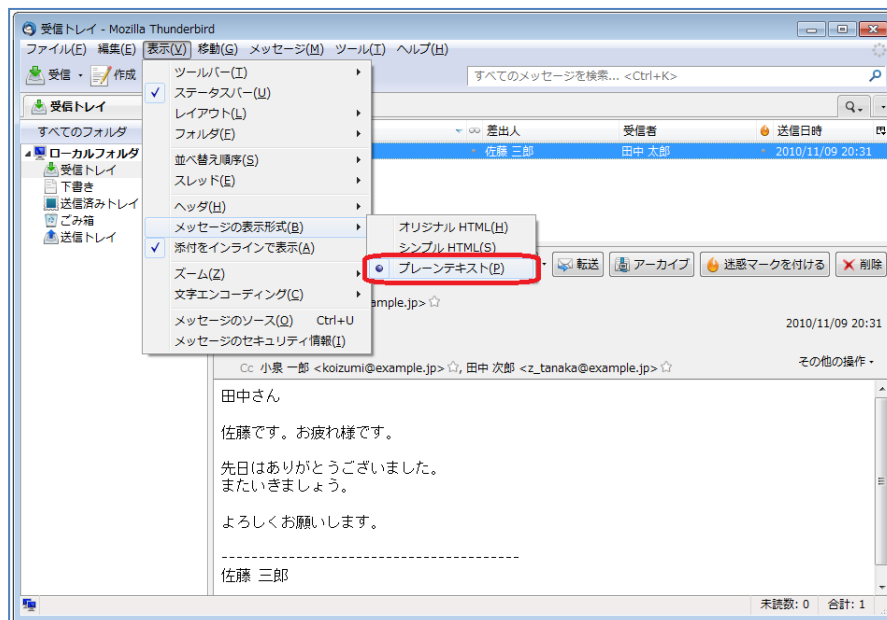 受信トレイ - Mozilla Thunderbird
ファイル(F) 編集(E) 表示(V) 移動(G) メッセージ(M) ツール(T) ヘルプ(H)
受信 作成
すべてのメッセージを検索... <Ctrl+K>
受信トレイ
すべてのフォルダ
ローカルフォルダ
受信トレイ
下書き
送信済みトレイ
ごみ箱
送信トレイ
ツールバー(T)
ステータスバー(U)
レイアウト(L)
フォルダ(F)
並べ替え順序(S)
スレッド(E)
ヘッダ(H)
メッセージの表示形式(B)
添付をインラインで表示(A)
ズーム(Z)
文字エンコーディング(C)
メッセージのソース(O) Ctrl+U
メッセージのセキュリティ情報(I)
オリジナル HTML(H)
シンプル HTML(S)
プレーンテキスト(P)
差出人 受信者 送信日時
佐藤 三郎 田中 太郎 2010/11/09 20:31
転送 アーカイブ 迷惑マークを付ける 削除
ample.jp>
2010/11/09 20:31
その他の操作
Cc 小泉 一郎 <koizumi@example.jp>, 田中 次郎 <z_tanaka@example.jp>
田中さん
佐藤です。お疲れ様です。
先日はありがとうございました。
またいきましょう。
よろしくお願いします。
---------------------------------------
佐藤 三郎
未読数: 0 合計: 1